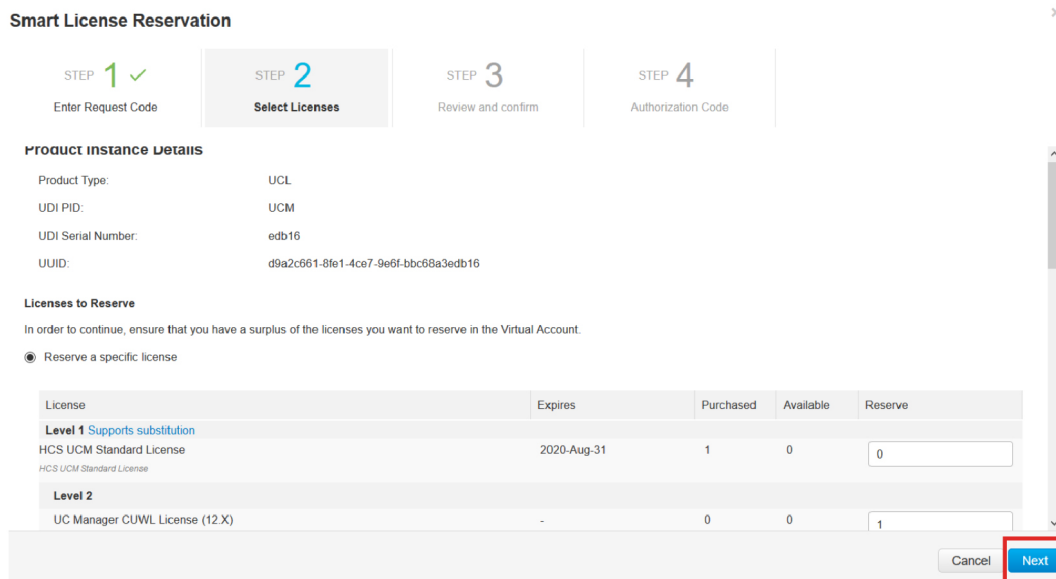 Smart License Reservation
STEP 1 STEP 2 STEP 3 STEP 4
Enter Request Code Select Licenses Review and confirm Authorization Code
Product Instance Details
Product Type: UCL
UDI PID: UCM
UDI Serial Number: edb16
UUID: d9a2c661-8fe1-4ce7-9e6f-bbc68a3edb16
Licenses to Reserve
In order to continue, ensure that you have a surplus of the licenses you want to reserve in the Virtual Account.
Reserve a specific license
License Expires Purchased Available Reserve
Level 1 Supports substitution
HCS UCM Standard License 2020-Aug-31 1 0 0
HCS UCM Standard License
Level 2
UC Manager CUWL License (12.X) - 0 0 1
Cancel Next